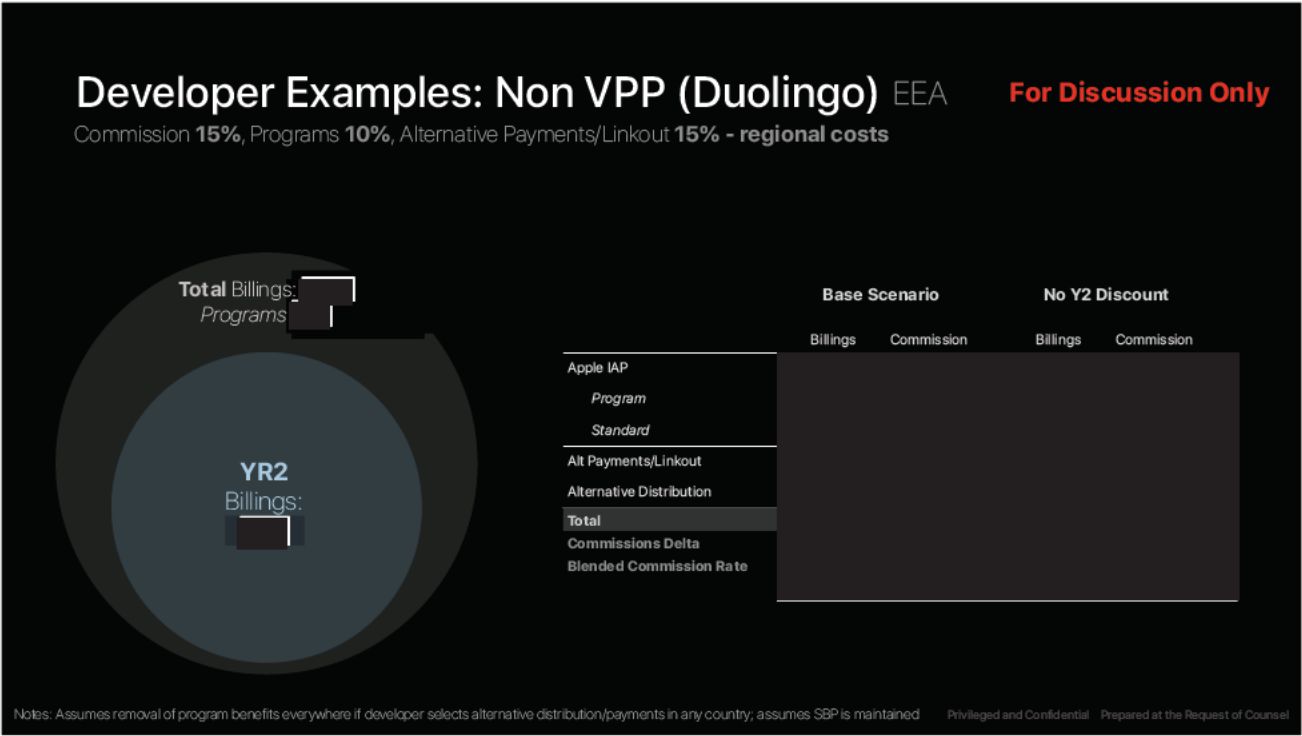 Developer Examples: Non VPP (Duolingo) EEA
For Discussion Only
Commission 15%, Programs 10%, Alternative Payments/Linkout 15% - regional costs
Total Billings:
Programs
YR2
Billings:
Base Scenario No Y2 Discount
Billings Commission Billings Commission
Apple IAP
Program
Standard
Alt Payments/Linkout
Alternative Distribution
Total
Commissions Delta
Blended Commission Rate
Notes: Assumes removal of program benefits everywhere if developer selects alternative distribution/payments in any country; assumes SBP is maintained
Privileged and Confidential Prepared at the Request of Counsel